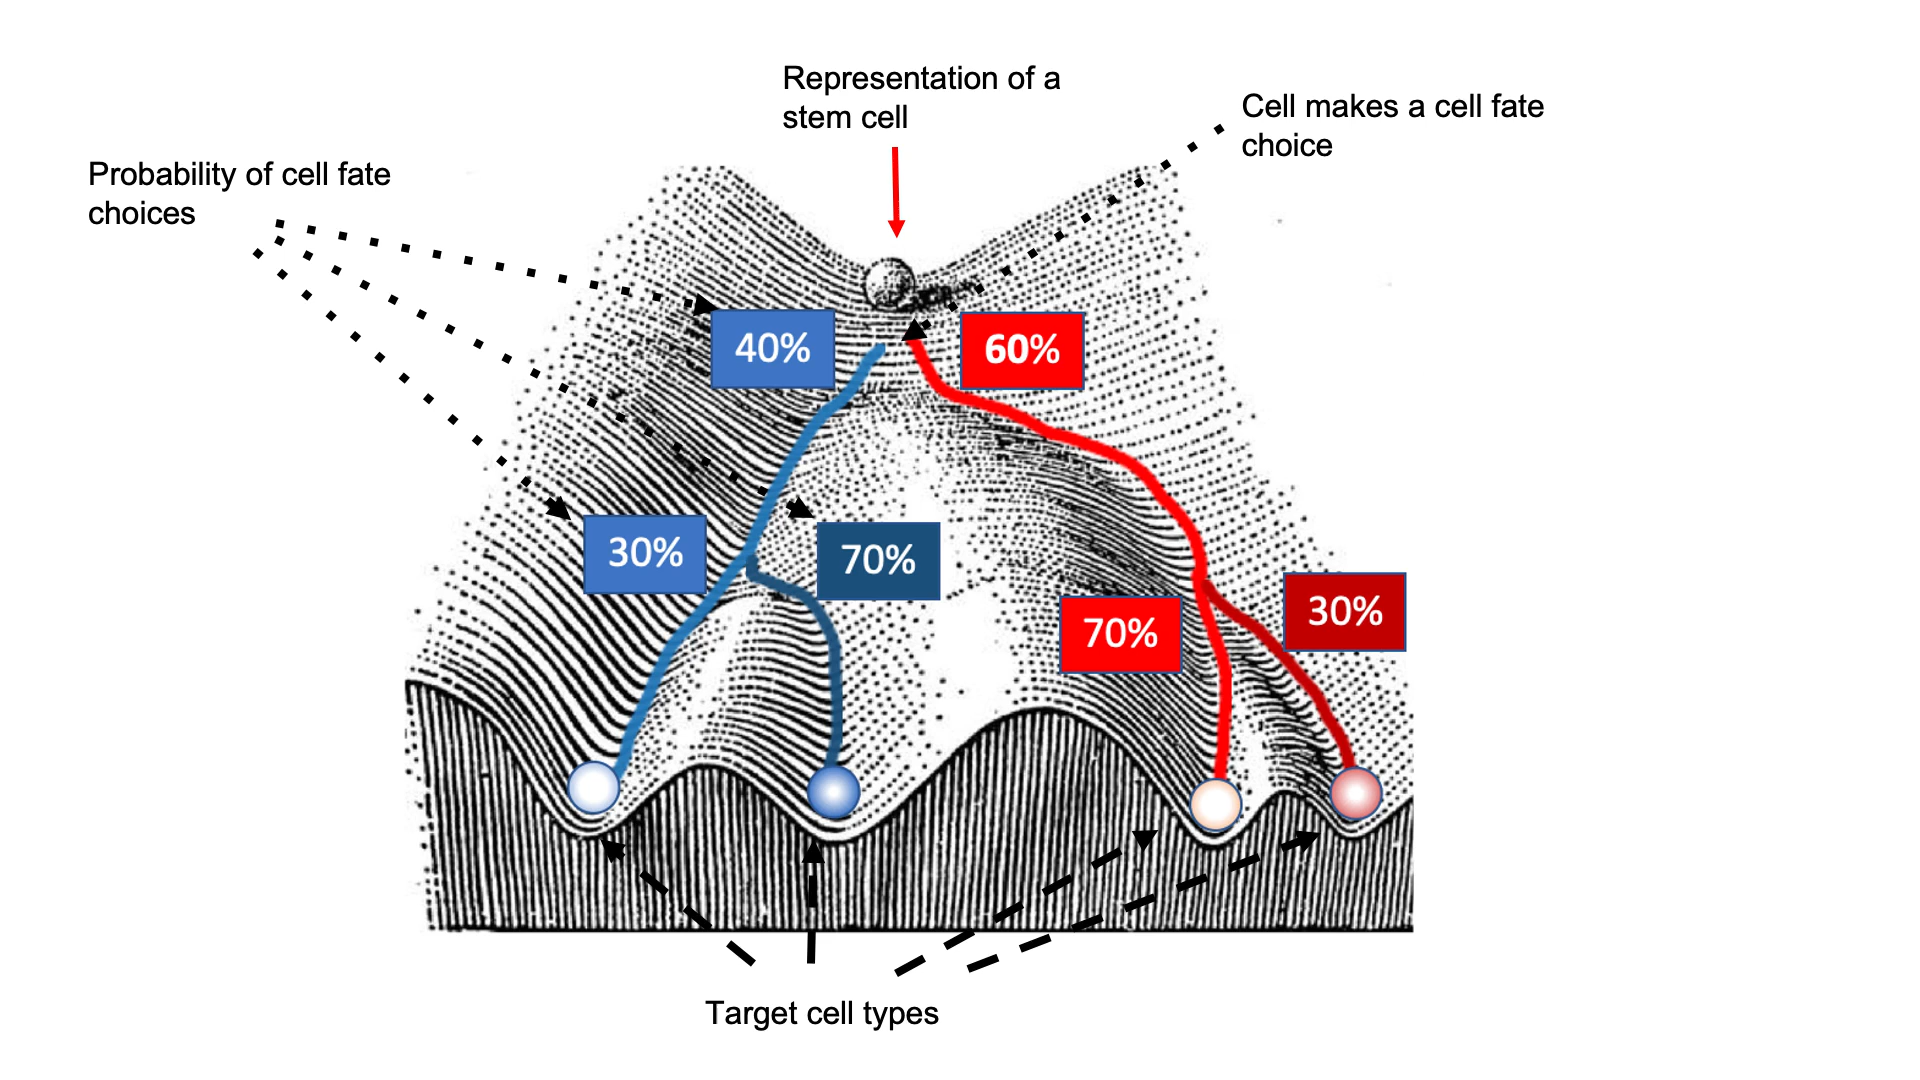 Representation of a
stem cell
Cell makes a cell fate
choice
Probability of cell fate
choices
40%
60%
30%
70%
70%
30%
Target cell types